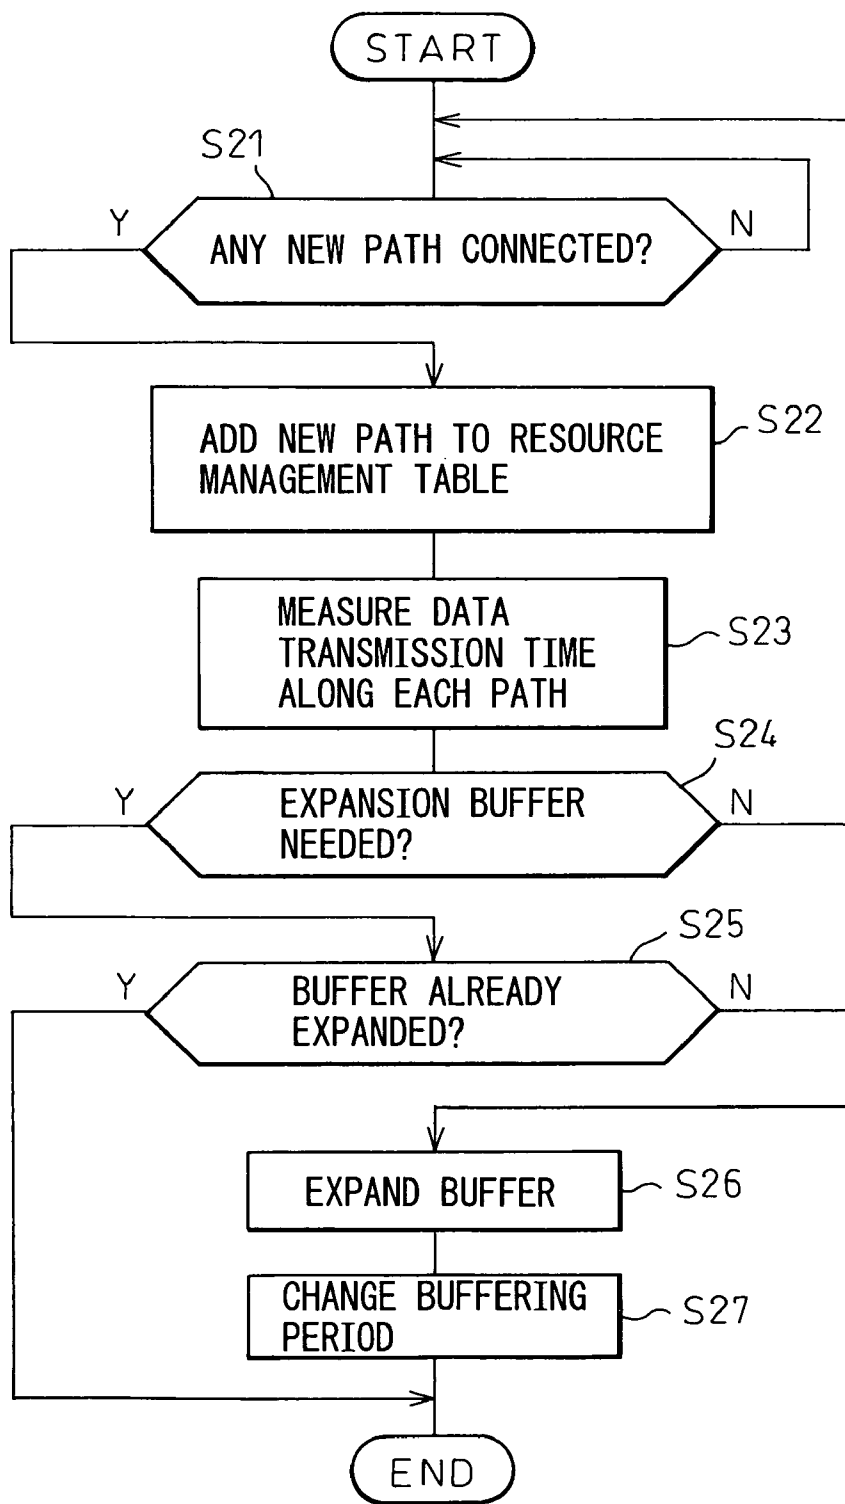 START
S21
Y
N
ANY NEW PATH CONNECTED?
S22
ADD NEW PATH TO RESOURCE
MANAGEMENT TABLE
MEASURE DATA
TRANSMISSION TIME
ALONG EACH PATH
S23
S24
Y
N
EXPANSION BUFFER
NEEDED?
S25
Y
N
BUFFER ALREADY
EXPANDED?
EXPAND BUFFER
S26
CHANGE BUFFERING
PERIOD
S27
END